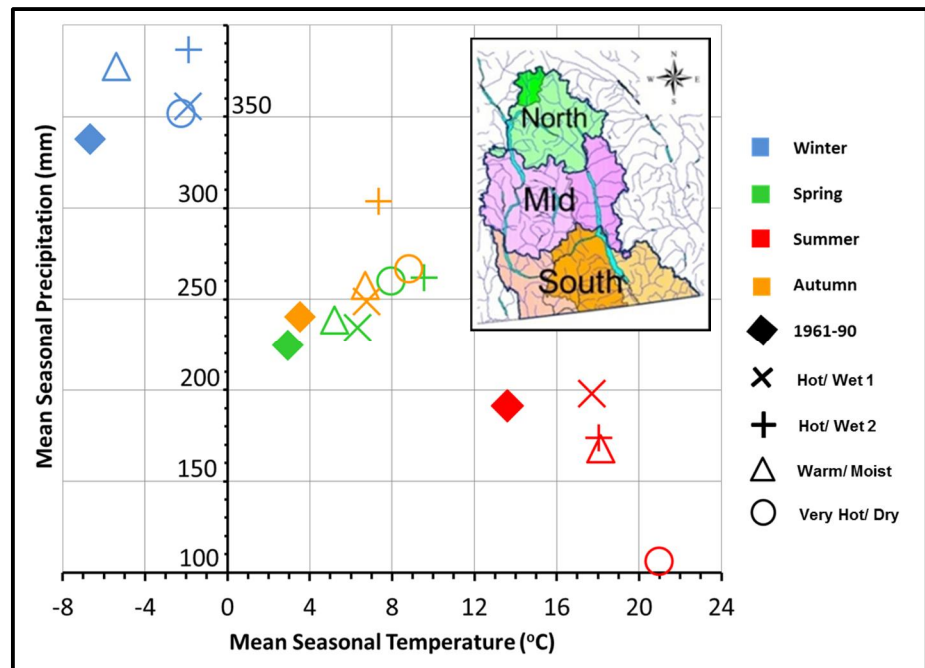 Mean Seasonal Precipitation (mm)
350
300
250
200
150
100
-8
-4
0
4
8
12
16
20
24
Mean Seasonal Temperature (°C)
N
W
E
S
North
Mid
South
Winter
Spring
Summer
Autumn
1961-90
Hot/ Wet 1
Hot/ Wet 2
Warm/ Moist
Very Hot/ Dry